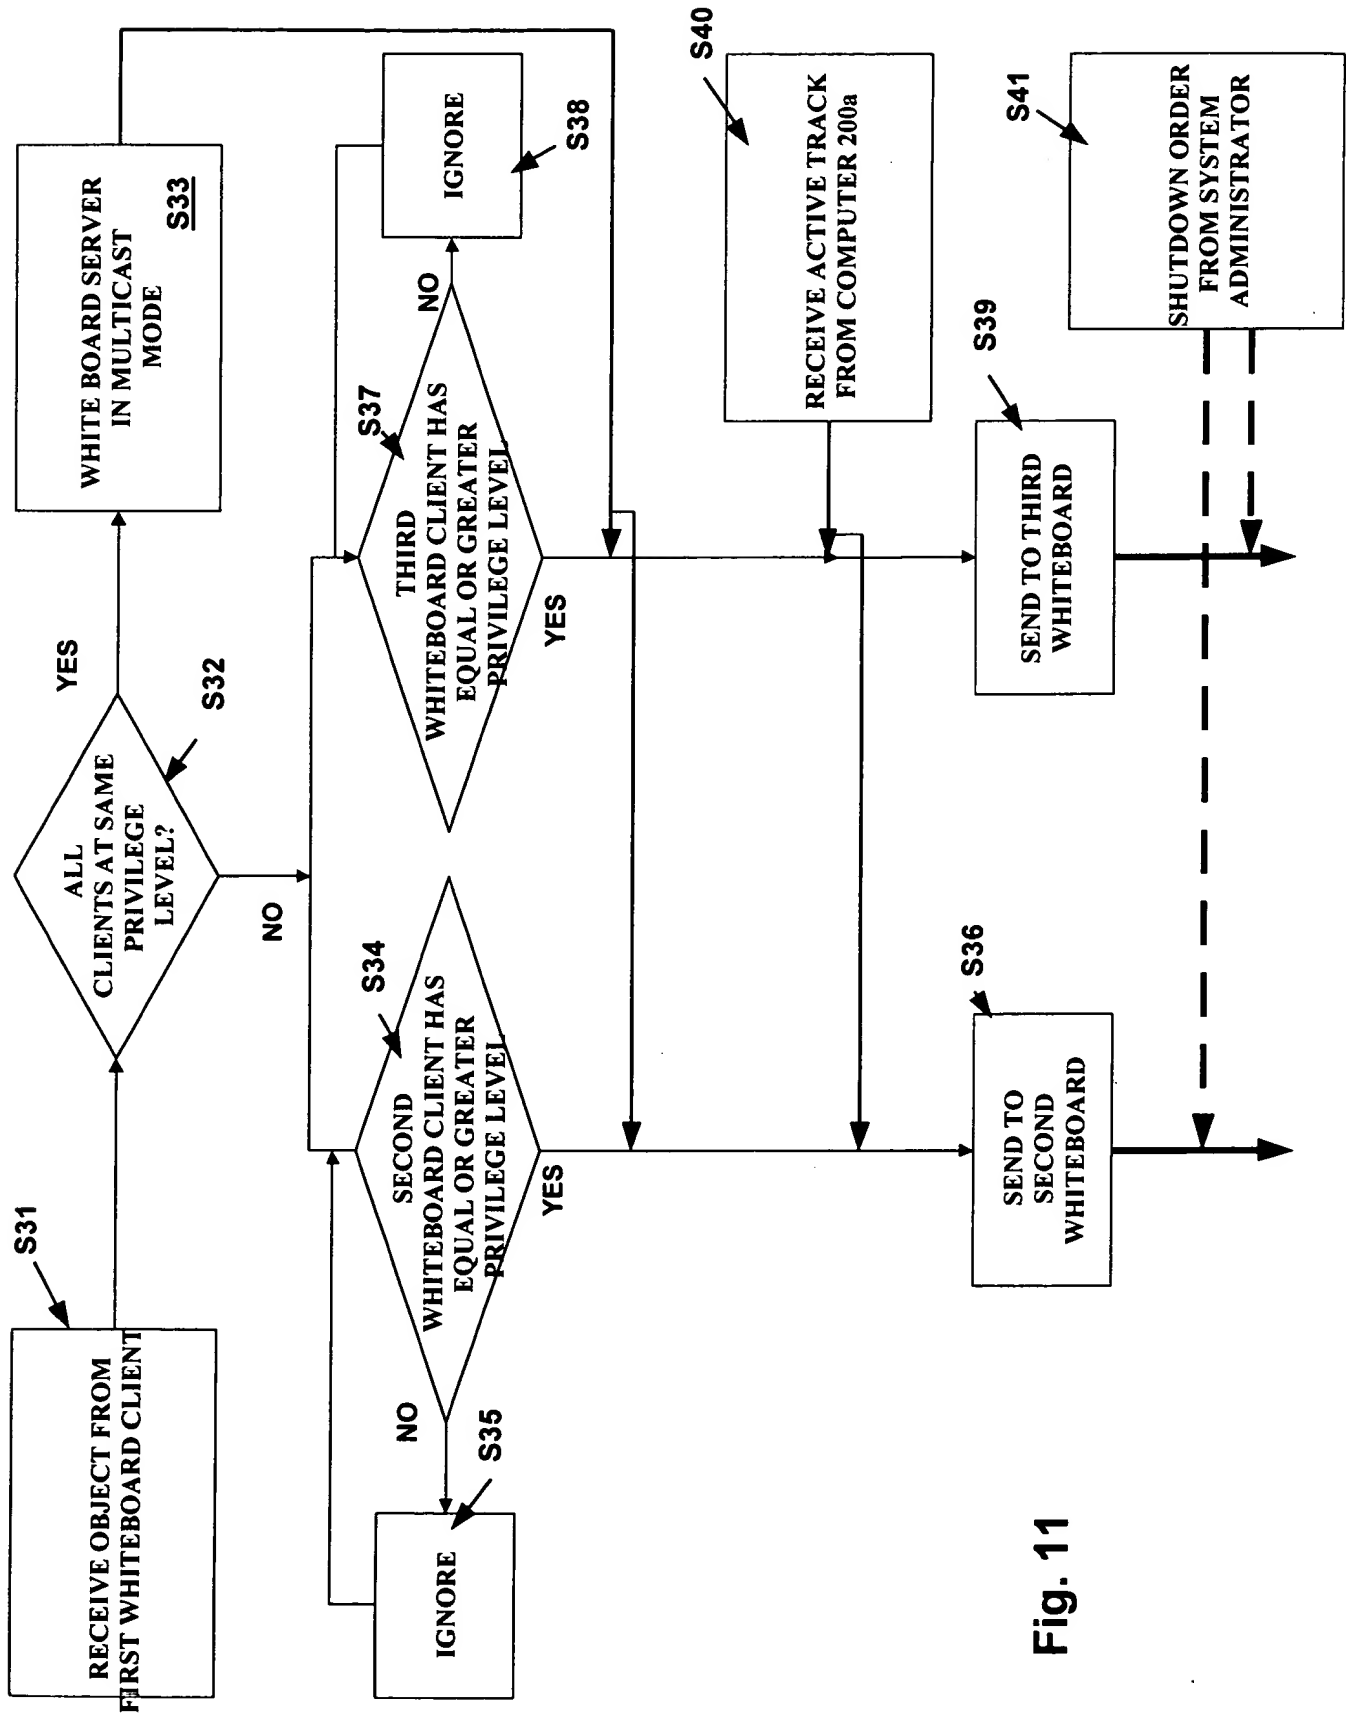 S31
RECEIVE OBJECT FROM
FIRST WHITEBOARD CLIENT
ALL
CLIENTS AT SAME
PRIVILEGE
LEVEL?
S32
YES
NO
WHITE BOARD SERVER
IN MULTICAST
MODE
S33
S34
SECOND
WHITEBOARD CLIENT HAS
EQUAL OR GREATER
PRIVILEGE LEVEL
NO
YES
IGNORE
S35
S37
THIRD
WHITEBOARD CLIENT HAS
EQUAL OR GREATER
PRIVILEGE LEVEL
NO
YES
IGNORE
S38
S40
RECEIVE ACTIVE TRACK
FROM COMPUTER 200a
S36
SEND TO
SECOND
WHITEBOARD
S39
SEND TO THIRD
WHITEBOARD
S41
SHUTDOWN ORDER
FROM SYSTEM
ADMINISTRATOR
Fig. 11